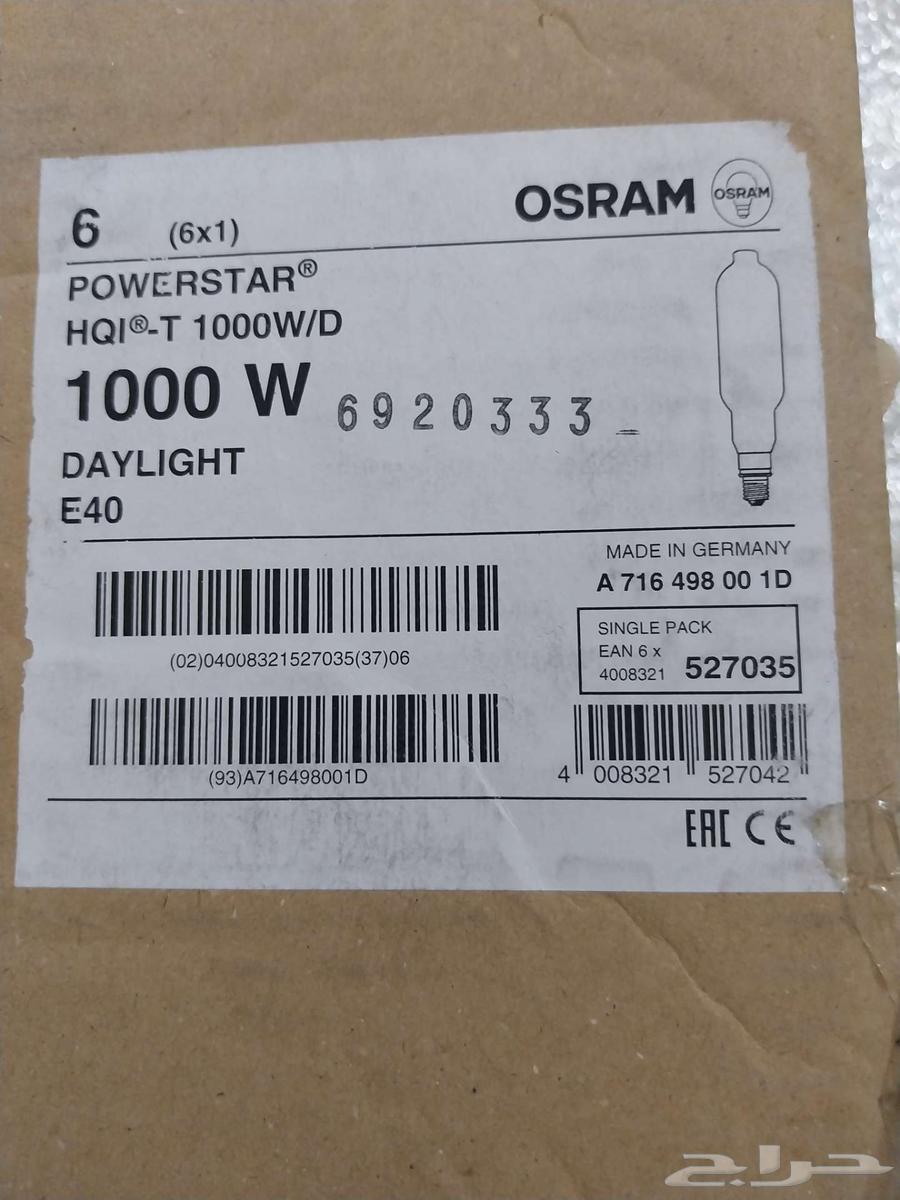 6 (6x1)
OSRAM OSRAM
POWERSTAR®
HQI®-T 1000W/D
1000 W 6920333_
DAYLIGHT
E40
MADE IN GERMANY
A 716 498 00 1D
SINGLE PACK
EAN 6 x
4008321 527035
(02)04008321527035(37)06
(93)A716498001D
4 008321 527042
EAC CE
حراج